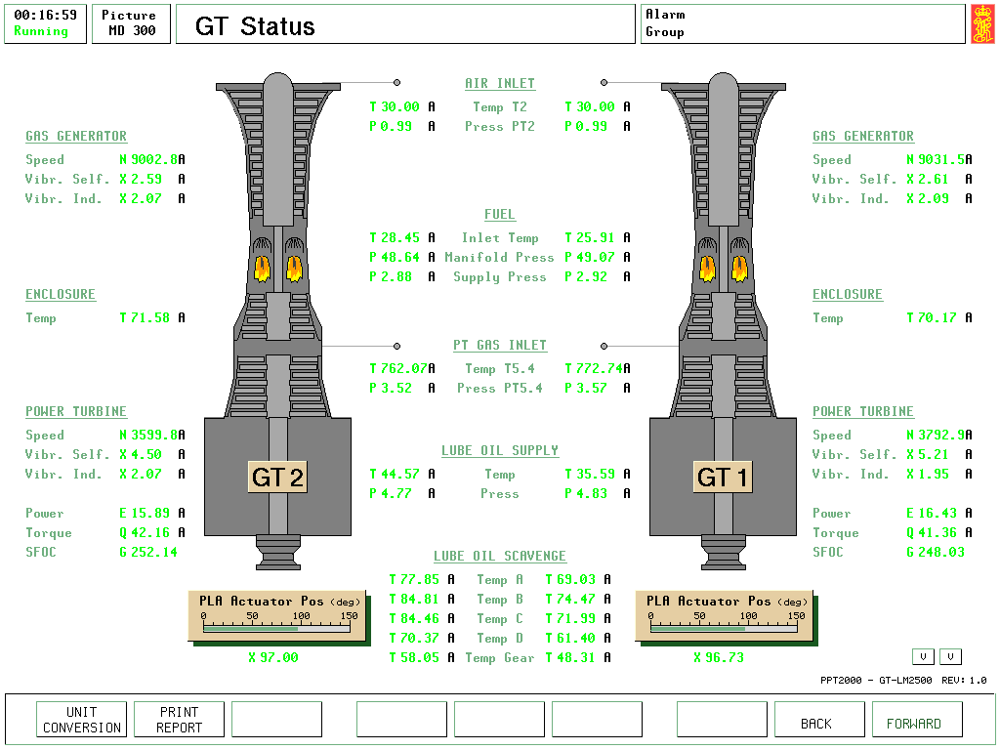 00:16:59
Running
Picture
MD 300
GT Status
Alarm
Group
AIR INLET
T 30.00 A Temp T2 T 30.00 A
P 0.99 A Press PT2 P 0.99 A
GAS GENERATOR
Speed N 9002.8A
Vibr. Self. X 2.59 A
Vibr. Ind. X 2.07 A
GAS GENERATOR
Speed N 9031.5A
Vibr. Self. X 2.61 A
Vibr. Ind. X 2.09 A
FUEL
T 28.45 A Inlet Temp T 25.91 A
P 48.64 A Manifold Press P 49.07 A
P 2.88 A Supply Press P 2.92 A
ENCLOSURE
Temp T 71.58 A
ENCLOSURE
Temp T 70.17 A
PT GAS INLET
T 762.07A Temp T5.4 T 772.74A
P 3.52 A Press PT5.4 P 3.57 A
POWER TURBINE
Speed N 3599.8A
Vibr. Self. X 4.50 A
Vibr. Ind. X 2.07 A
Power E 15.89 A
Torque Q 42.16 A
SFOC G 252.14
POWER TURBINE
Speed N 3792.9A
Vibr. Self. X 5.21 A
Vibr. Ind. X 1.95 A
Power E 16.43 A
Torque Q 41.36 A
SFOC G 248.03
GT 2
GT 1
LUBE OIL SUPPLY
T 44.57 A Temp T 35.59 A
P 4.77 A Press P 4.83 A
LUBE OIL SCAVENGE
T 77.85 A Temp A T 69.03 A
T 84.81 A Temp B T 74.47 A
T 84.46 A Temp C T 71.99 A
T 70.37 A Temp D T 61.40 A
T 58.05 A Temp Gear T 48.31 A
PLA Actuator Pos (deg)
0 50 100 150
X 97.00
PLA Actuator Pos (deg)
0 50 100 150
X 96.73
V V
PPT2000 - GT-LM2500 REV: 1.0
UNIT
CONVERSION
PRINT
REPORT
BACK
FORWARD